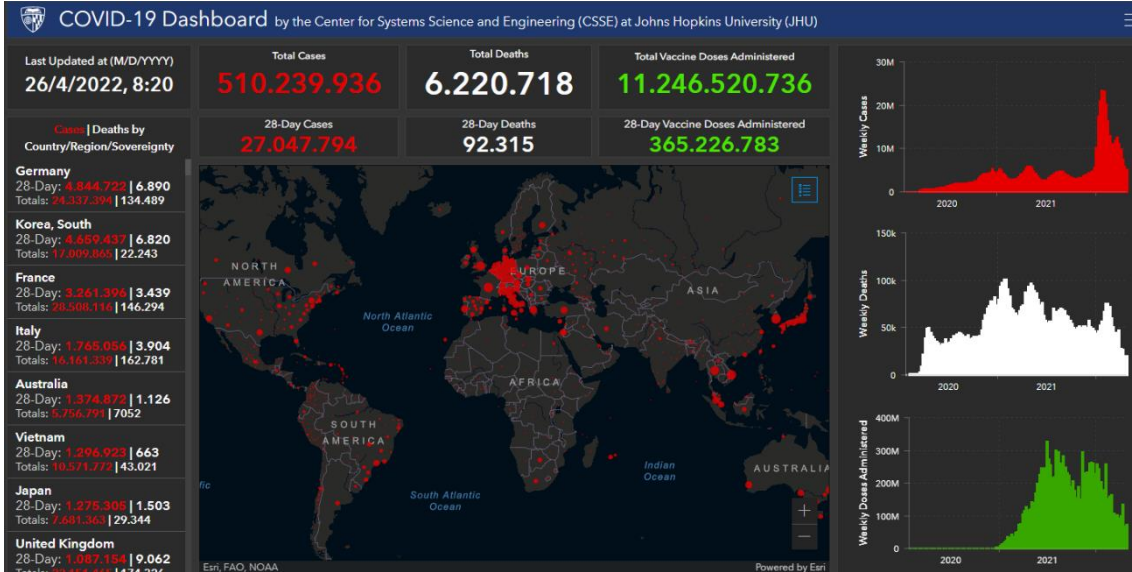 COVID-19 Dashboard by the Center for Systems Science and Engineering (CSSE) at Johns Hopkins University (JHU)
Last Updated at (M/D/YYYY)
26/4/2022, 8:20
Total Cases
510.239.936
Total Deaths
6.220.718
Total Vaccine Doses Administered
11.246.520.736
28-Day Cases
27.047.794
28-Day Deaths
92.315
28-Day Vaccine Doses Administered
365.226.783
Cases | Deaths by
Country/Region/Sovereignty
Germany
28-Day: 4.844.722 | 6.890
Totals: 24.337.394 | 134.489
Korea, South
28-Day: 4.659.437 | 6.820
Totals: 17.009.865 | 22.243
France
28-Day: 3.261.396 | 3.439
Totals: 28.508.116 | 146.294
Italy
28-Day: 1.765.056 | 3.904
Totals: 16.161.339 | 162.781
Australia
28-Day: 1.374.872 | 1.126
Totals: 5.756.791 | 7052
Vietnam
28-Day: 1.296.923 | 663
Totals: 10.571.772 | 43.021
Japan
28-Day: 1.275.305 | 1.503
Totals: 7.681.363 | 29.344
United Kingdom
28-Day: 1.087.154 | 9.062
NORTH
AMERICA
North Atlantic
Ocean
EUROPE
ASIA
AFRICA
SOUTH
AMERICA
fic
South Atlantic
Ocean
Indian
Ocean
AUSTRALIA
+
−
Esri, FAO, NOAA
Powered by Esri
Weekly Cases
30M
20M
10M
0
2020
2021
Weekly Deaths
150k
100k
50k
0
2020
2021
Weekly Doses Administered
400M
300M
200M
100M
0
2020
2021